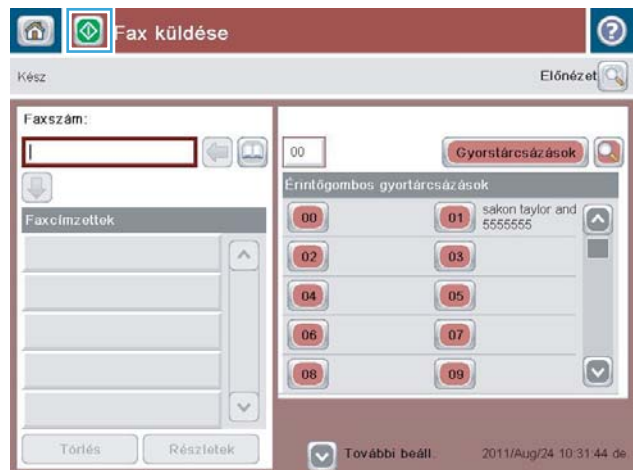 Fax küldése
Kész
Előnézet
Faxszám:
00
Gyorstárcsázások
Érintőgombos gyortárcsázások
Faxcímzettek
00
01 sakon taylor and
5555555
02
03
04
05
06
07
08
09
Törlés
Részletek
További beáll.
2011/Aug/24 10:31:44 de.